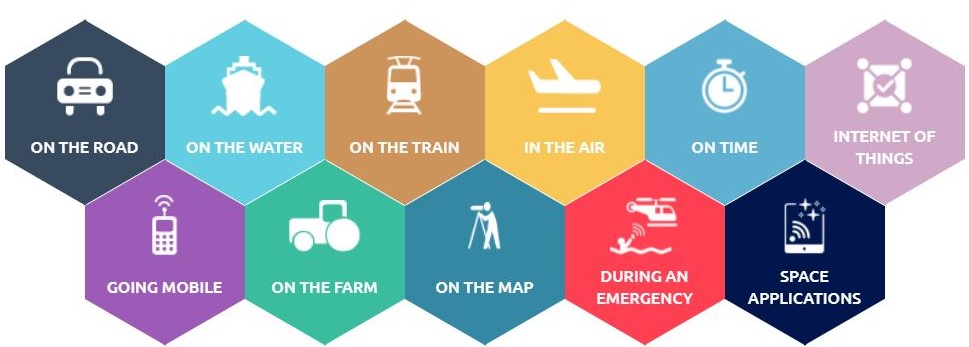 ON THE ROAD
ON THE WATER
ON THE TRAIN
IN THE AIR
ON TIME
INTERNET OF
THINGS
GOING MOBILE
ON THE FARM
ON THE MAP
DURING AN
EMERGENCY
SPACE
APPLICATIONS